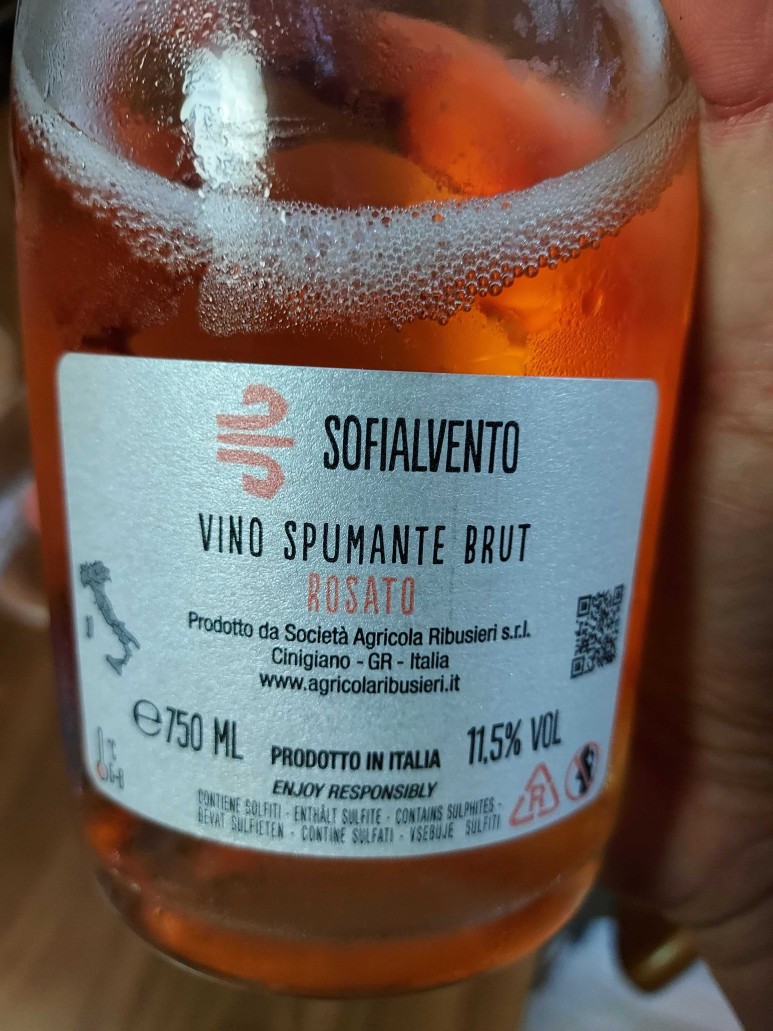 SOFIALVENTO
VINO SPUMANTE BRUT
ROSATO
Prodotto da Società Agricola Ribusieri s.r.l.
Cinigiano - GR - Italia
www.agricolaribusieri.it
℮750 ML
PRODOTTO IN ITALIA
11,5% VOL
°C
6-8
ENJOY RESPONSIBLY
CONTIENE SOLFITI - ENTHÄLT SULFITE - CONTAINS SULPHITES -
BEVAT SULFIETEN - CONTINE SULFATI - VSEBUJE SULFITI
R